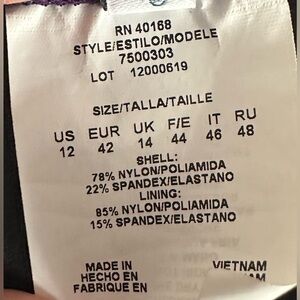 RN 40168
STYLE/ESTILO/MODELE
7500303
LOT 12000619
SIZE/TALLA/TAILLE
US EUR UK F/E IT RU
12 42 14 44 46 48
SHELL:
78% NYLON/POLIAMIDA
22% SPANDEX/ELASTANO
LINING:
85% NYLON/POLIAMIDA
15% SPANDEX/ELASTANO
MADE IN VIETNAM
HECHO EN
FABRIQUE EN